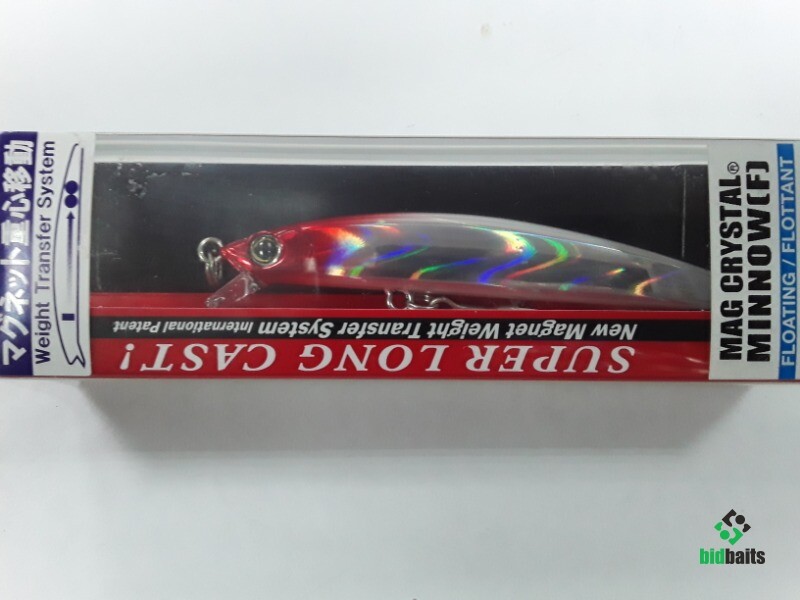 マグネット重心移動
Weight Transfer System
New Magnet Weight Transfer System International Patent
SUPER LONG CAST!
MAG CRYSTAL®
MINNOW(F)
FLOATING / FLOTTANT
bidbaits